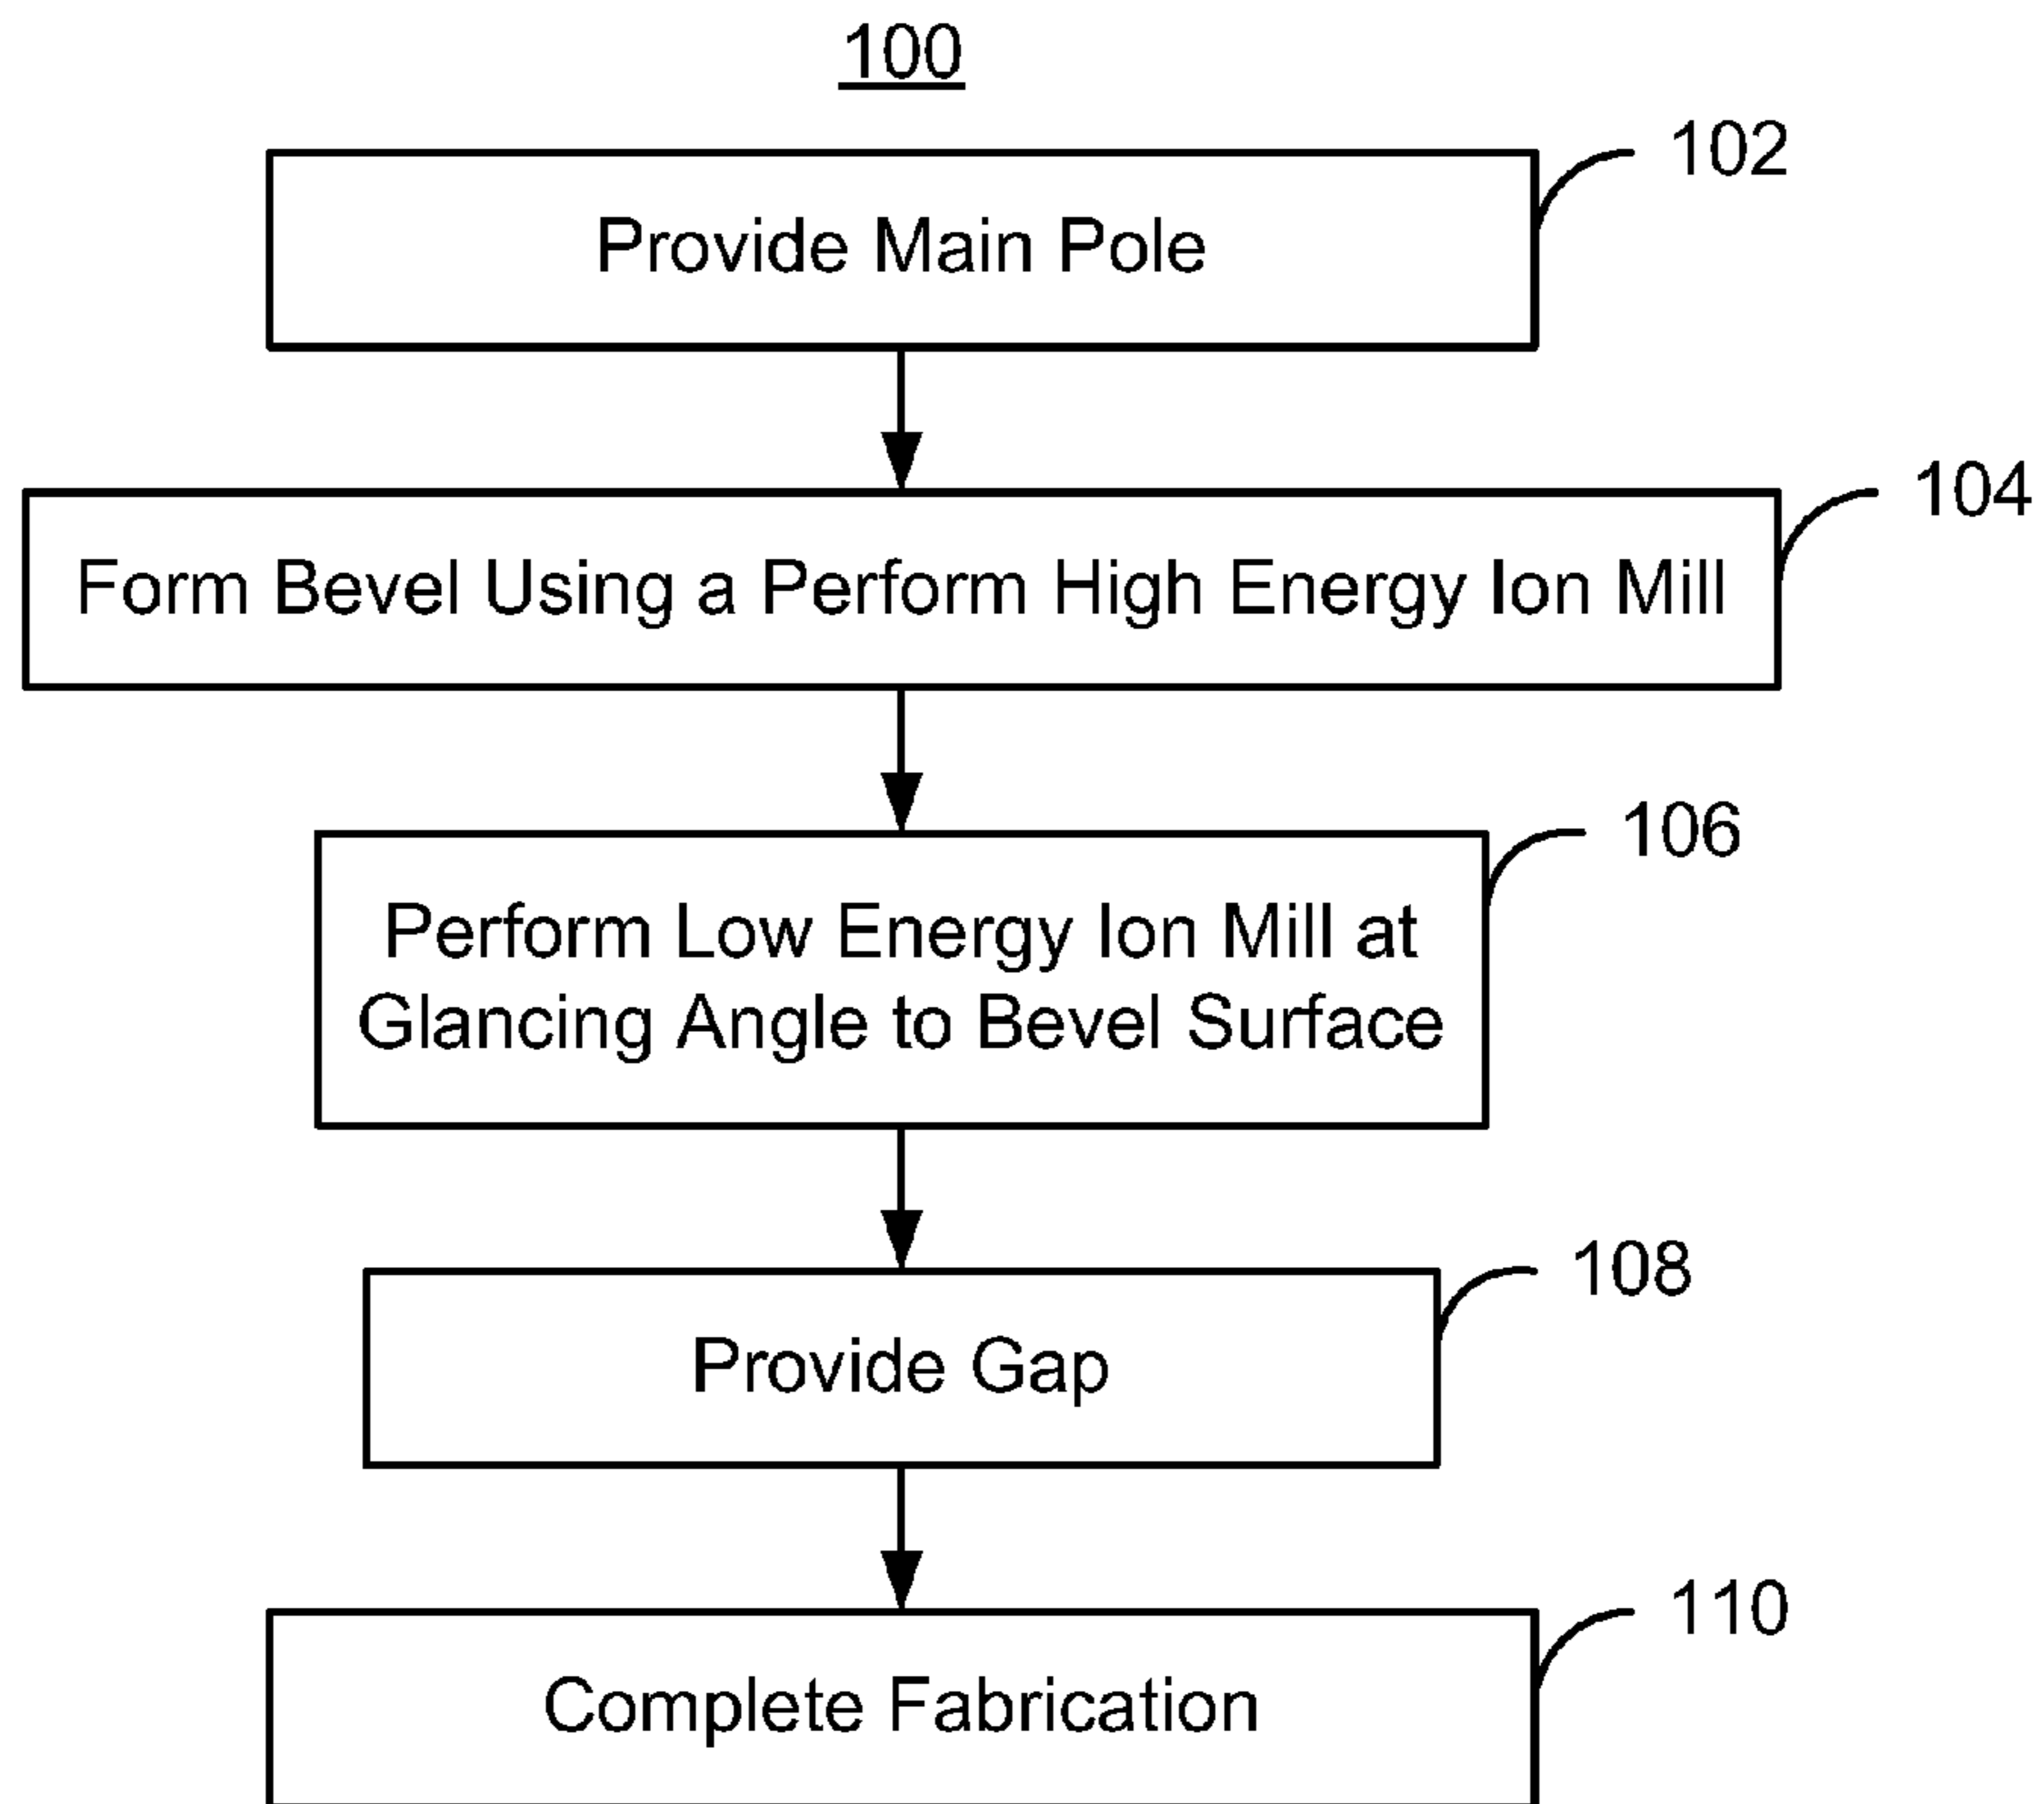 100
102
Provide Main Pole
104
Form Bevel Using a Perform High Energy Ion Mill
106
Perform Low Energy Ion Mill at
Glancing Angle to Bevel Surface
108
Provide Gap
110
Complete Fabrication